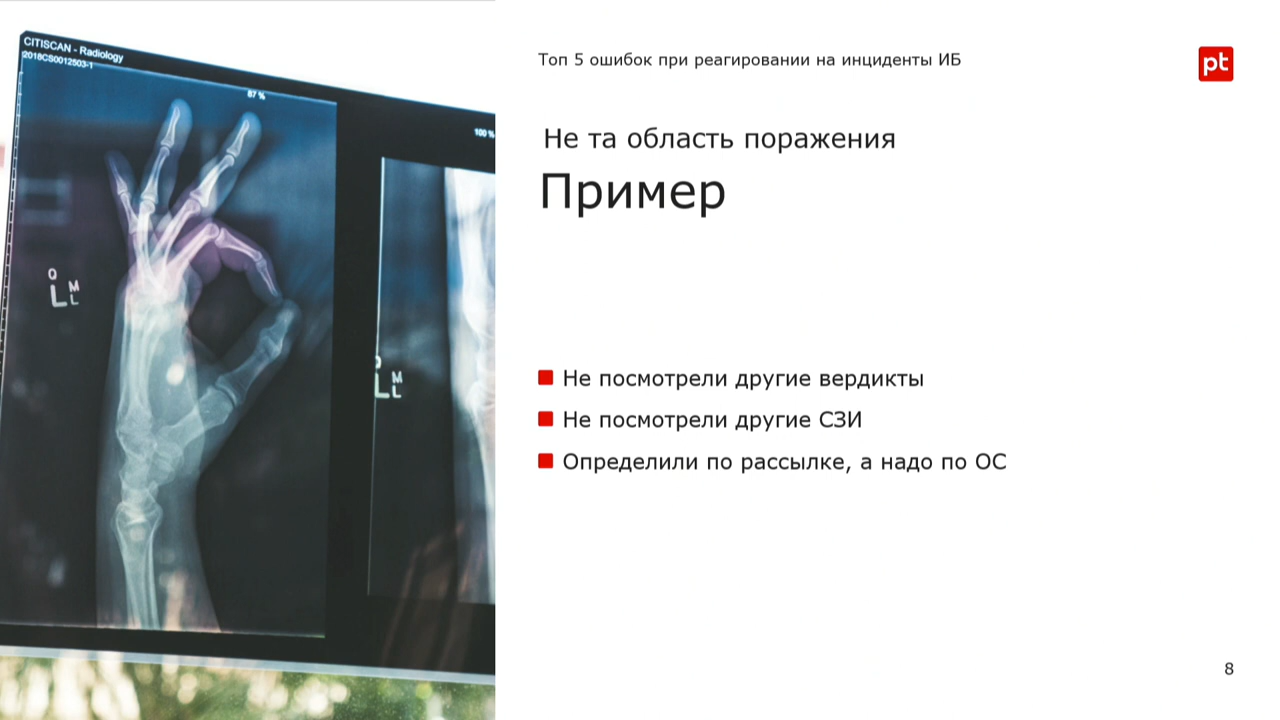 CITISCAN - Radiology
2018CS0012503-1
87 %
100 %
O
L M
L
O
L M
L
Топ 5 ошибок при реагировании на инциденты ИБ
pt
Не та область поражения
Пример
Не посмотрели другие вердикты
Не посмотрели другие СЗИ
Определили по рассылке, а надо по ОС
8